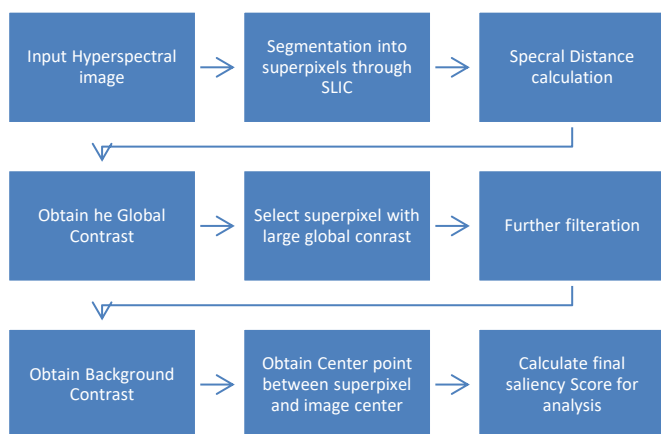 Input Hyperspectral
image
Segmentation into
superpixels through
SLIC
Specral Distance
calculation
Obtain he Global
Contrast
Select superpixel with
large global conrast
Further filteration
Obtain Background
Contrast
Obtain Center point
between superpixel
and image center
Calculate final
saliency Score for
analysis